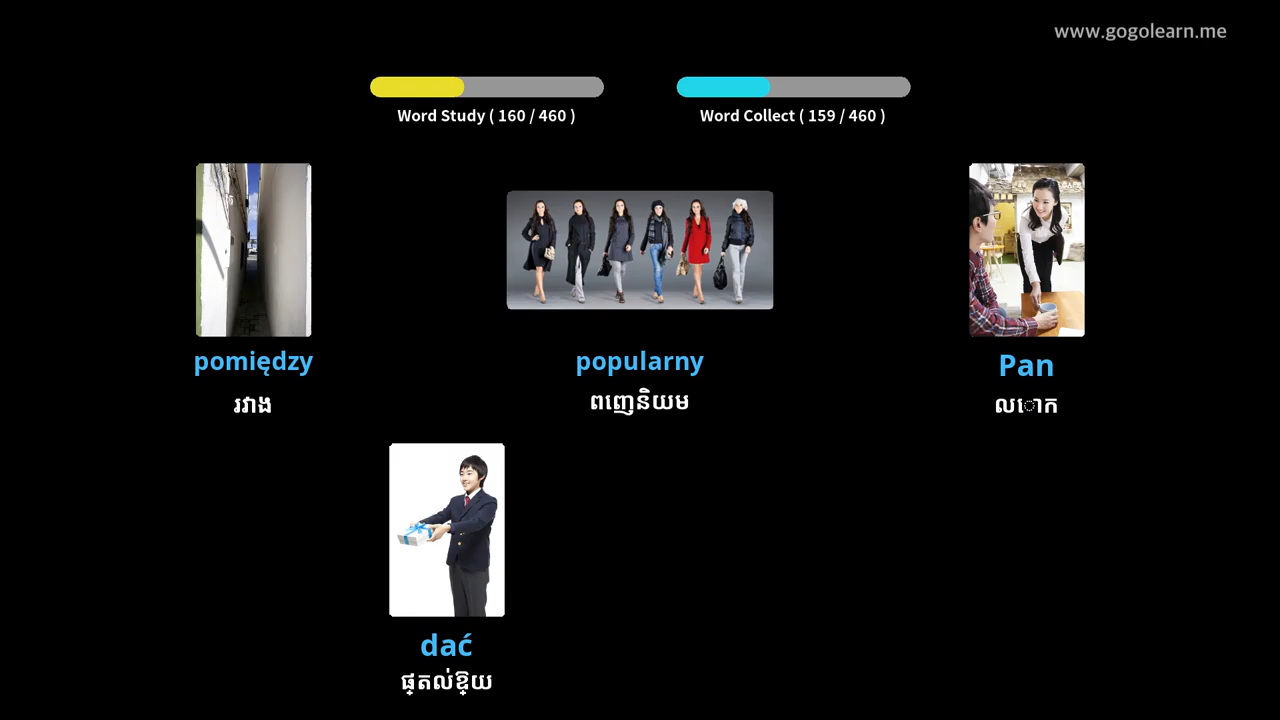 www.gogolearn.me
Word Study ( 160 / 460 )
Word Collect ( 159 / 460 )
pomiędzy
រវាង
popularny
ពញេនិយម
Pan
លោក
dać
ផ្តល់ឱ្យ